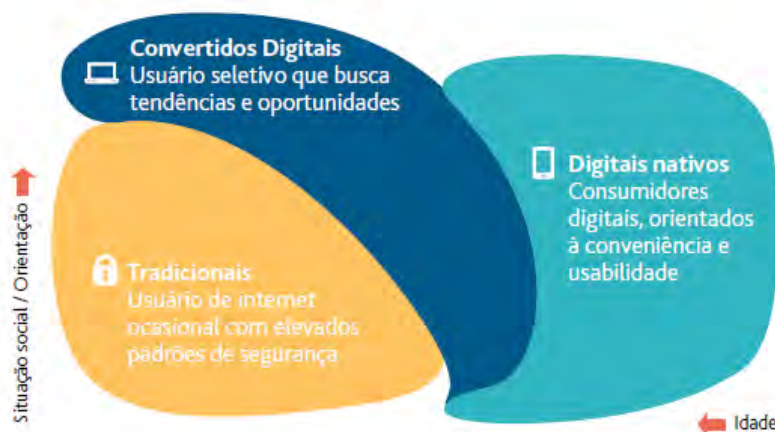 Convertidos Digitais
Usuário seletivo que busca
tendências e oportunidades
Digitais nativos
Consumidores
digitais, orientados
à conveniência e
usabilidade
Tradicionais
Usuário de internet
ocasional com elevados
padrões de segurança
Situação social / Orientação
Idade